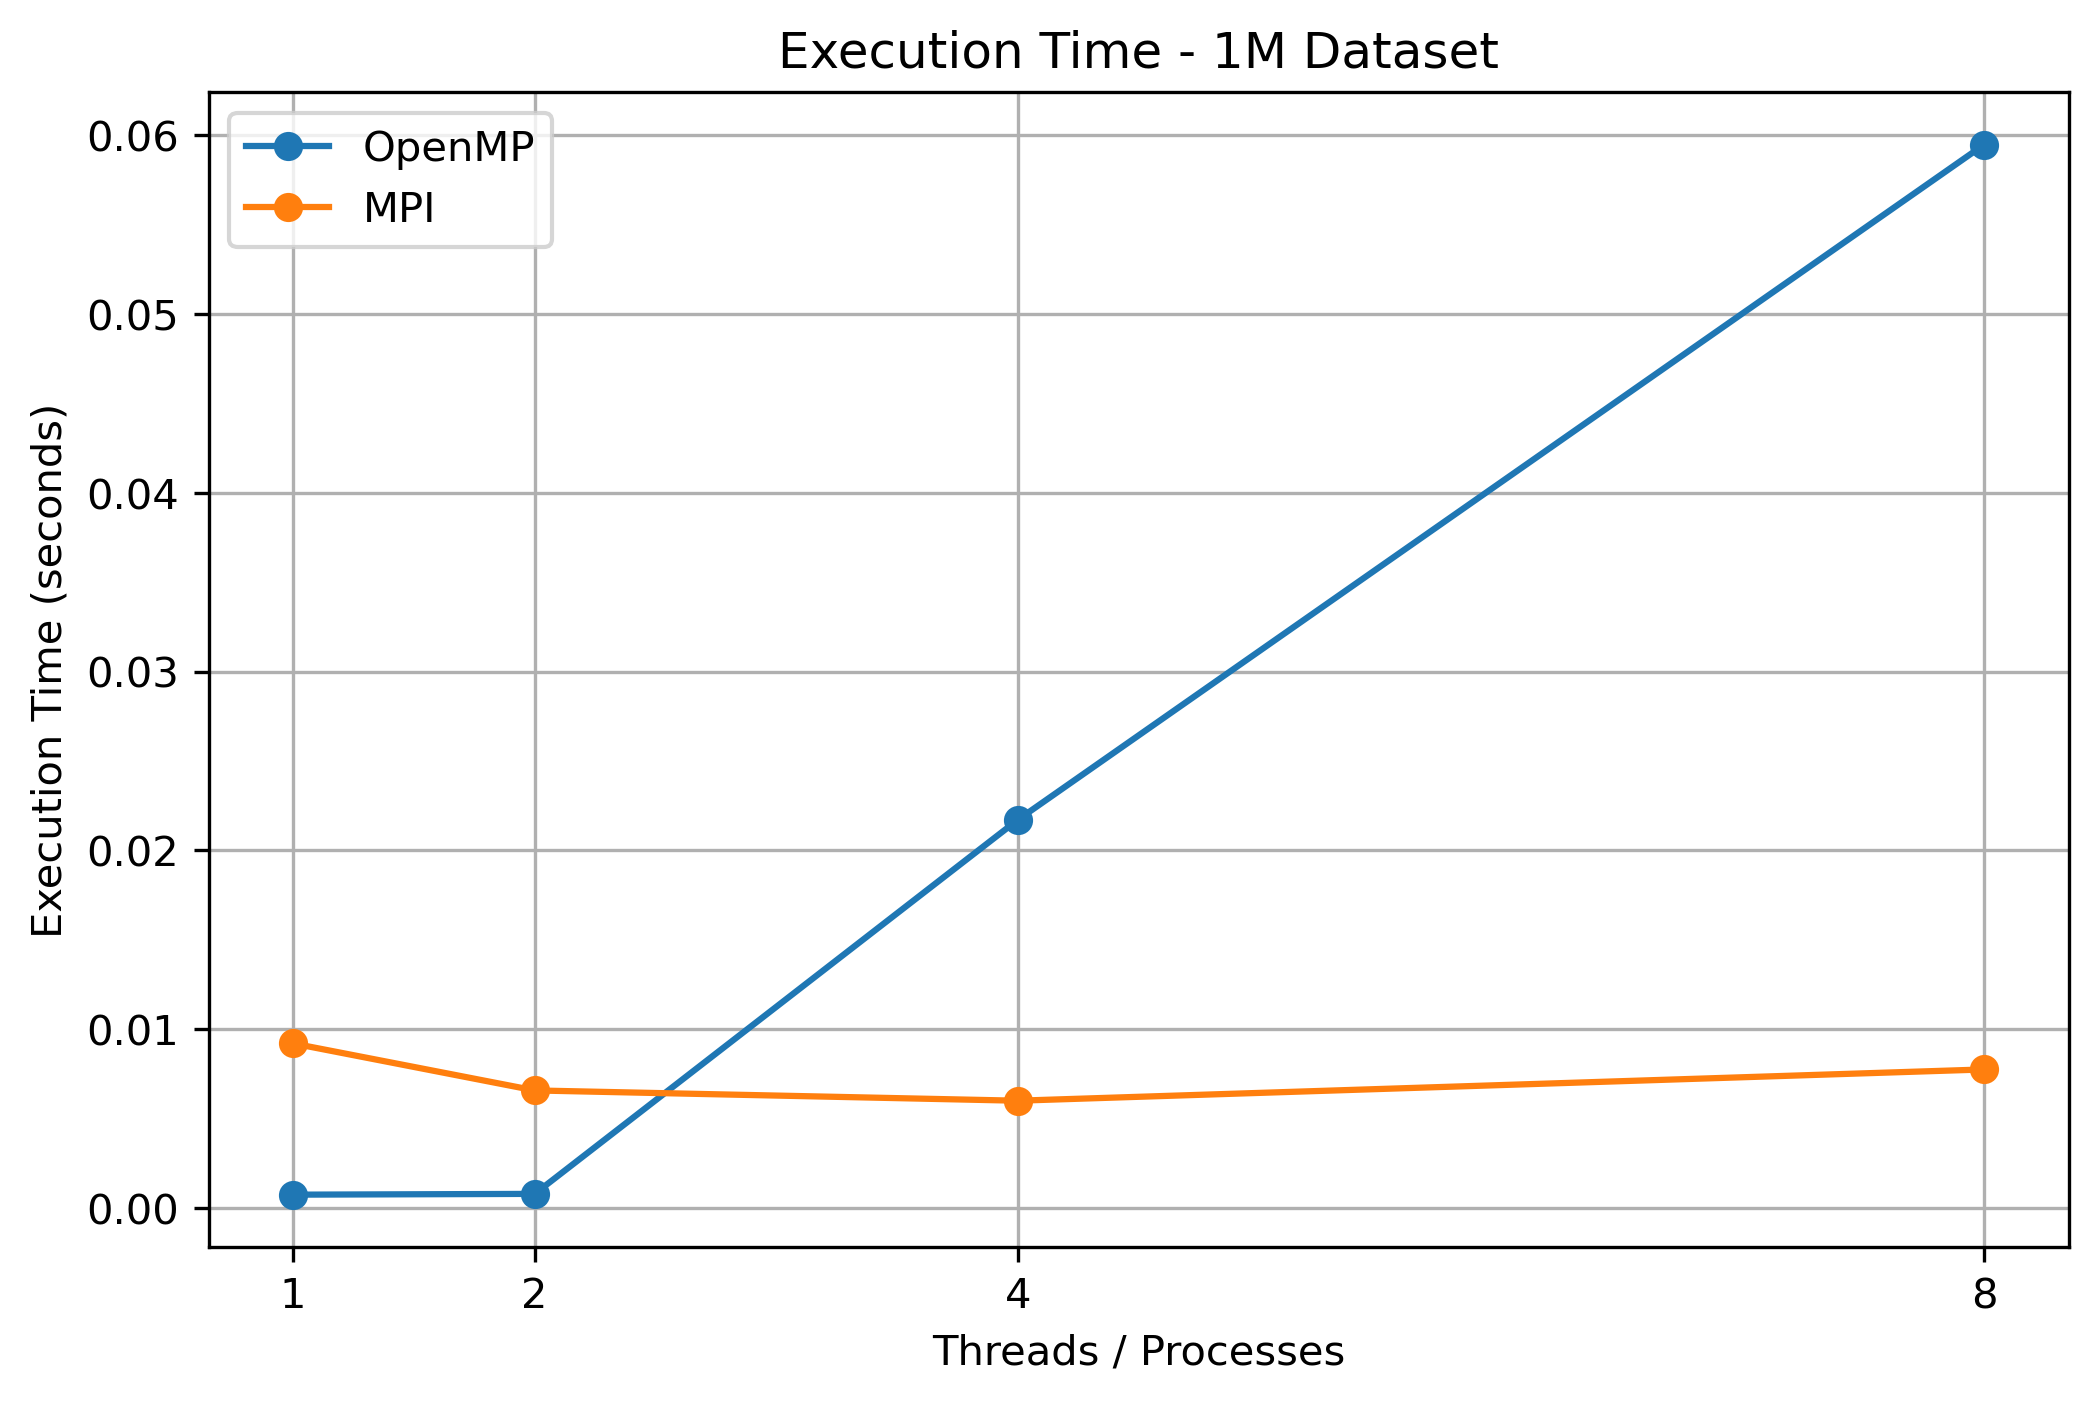 Execution Time - 1M Dataset
OpenMP
MPI
0.06
0.05
0.04
0.03
0.02
0.01
0.00
Execution Time (seconds)
1 2 4 8
Threads / Processes